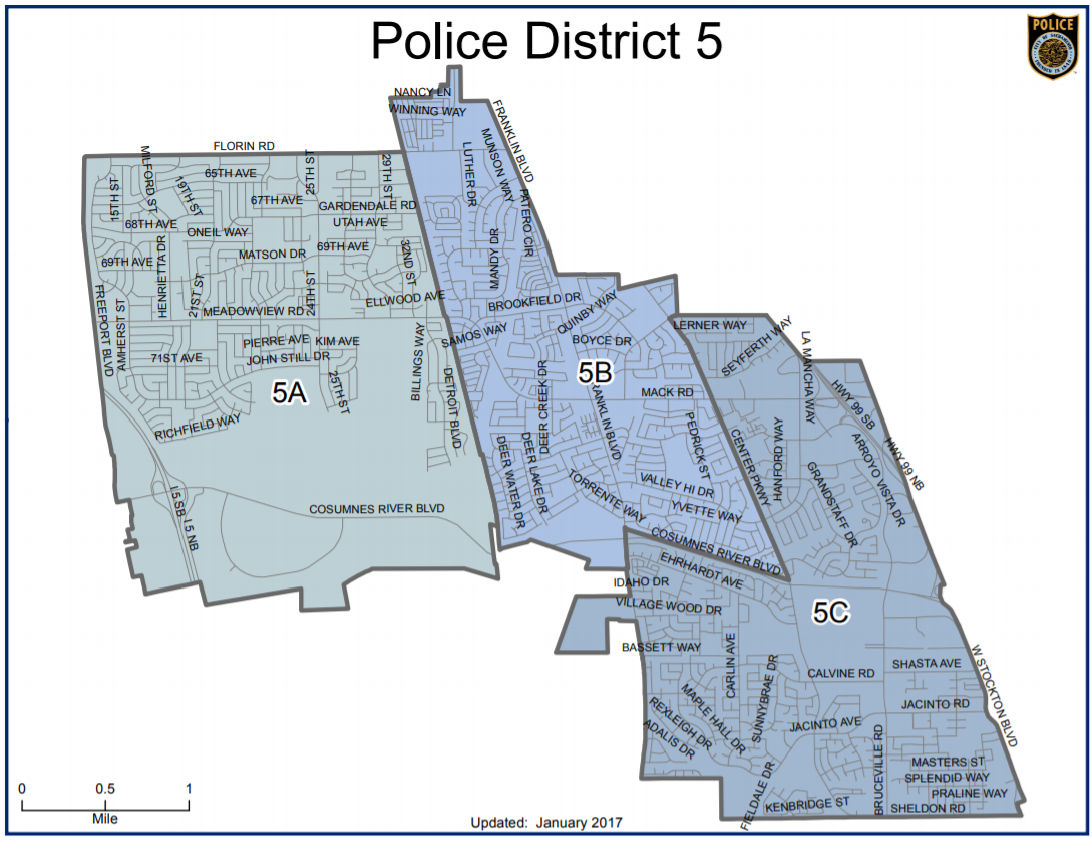 Police District 5
POLICE
CITY OF SACRAMENTO
NANCY LN
WINNING WAY
FRANKLIN BLVD
FLORIN RD
MILFORD ST
25TH ST
29TH ST
LUTHER DR
MUNSON WAY
65TH AVE
15TH ST
19TH ST
67TH AVE
GARDENDALE RD
PATERO CIR
UTAH AVE
68TH AVE
ONEIL WAY
HENRIETTA DR
69TH AVE
MATSON DR
32ND ST
MANDY DR
69TH AVE
21ST ST
24TH ST
ELLWOOD AVE
BROOKFIELD DR
QUINBY WAY
FREEPORT BLVD
AMHERST ST
MEADOWVIEW RD
LERNER WAY
SEYFERTH WAY
LA MANCHA WAY
SAMOS WAY
PIERRE AVE
KIM AVE
BOYCE DR
71ST AVE
JOHN STILL DR
BILLINGS WAY
5A
5B
25TH ST
DETROIT BLVD
DEER CREEK DR
RANKLIN BLVD
MACK RD
HWY 99 SB
RICHFIELD WAY
PEDRICK ST
CENTER PKWY
HANFORD WAY
ARROYO VISTA DR
HWY 99 NB
DEER WATER DR
DEER LAKE DR
TORRENTE WAY
VALLEY HI DR
GRANDSTAFF DR
I 5 SB
I 5 NB
COSUMNES RIVER BLVD
YVETTE WAY
COSUMNES RIVER BLVD
EHRHARDT AVE
IDAHO DR
VILLAGE WOOD DR
5C
BASSETT WAY
CARLIN AVE
SUNNYBRAE DR
CALVINE RD
SHASTA AVE
W STOCKTON BLVD
MAPLE HALL DR
REXLEIGH DR
ADALIS DR
JACINTO RD
JACINTO AVE
BRUCEVILLE RD
MASTERS ST
SPLENDID WAY
PRALINE WAY
FIELDALE DR
KENBRIDGE ST
SHELDON RD
0 0.5 1
Mile
Updated: January 2017